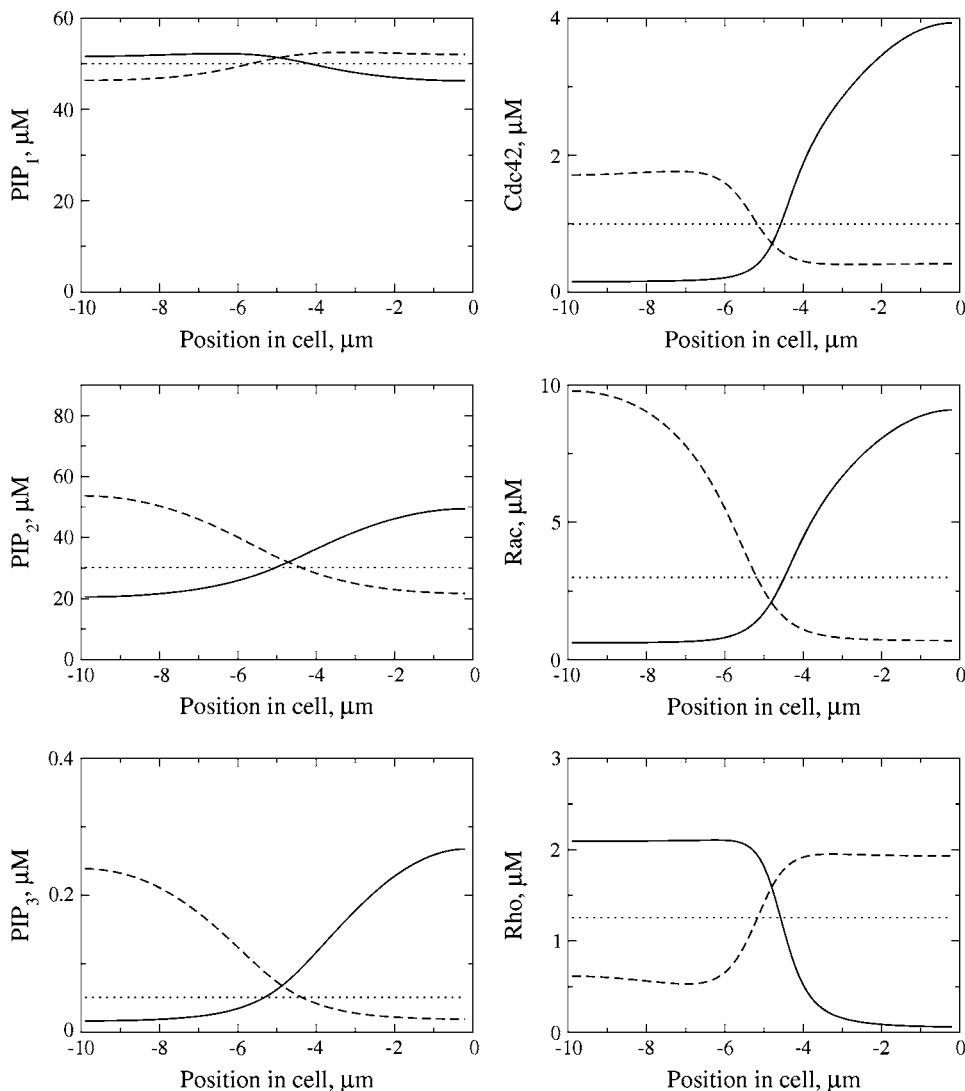 60
40
20
0
PIP1, μM
-10 -8 -6 -4 -2 0
Position in cell, μm
4
2
0
Cdc42, μM
-10 -8 -6 -4 -2 0
Position in cell, μm
80
60
40
20
0
PIP2, μM
-10 -8 -6 -4 -2 0
Position in cell, μm
10
5
0
Rac, μM
-10 -8 -6 -4 -2 0
Position in cell, μm
0.4
0.2
0
PIP3, μM
-10 -8 -6 -4 -2 0
Position in cell, μm
3
2
1
0
Rho, μM
-10 -8 -6 -4 -2 0
Position in cell, μm